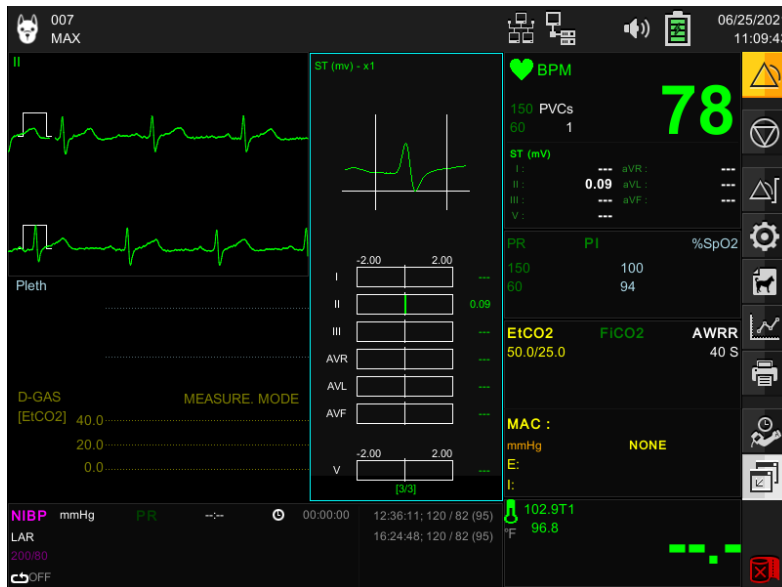 007
MAX
06/25/202
11:09:43
II
ST (mv) - x1
-2.00 2.00
I ---
II 0.09
III ---
AVR ---
AVL ---
AVF ---
-2.00 2.00
V ---
[3/3]
BPM
150 PVCs
60 1
78
ST (mV)
I : --- aVR : ---
II : 0.09 aVL : ---
III : --- aVF : ---
V : ---
PR PI %SpO2
150 100
60 94
Pleth
D-GAS MEASURE. MODE
[EtCO2] 40.0
20.0
0.0
EtCO2 FiCO2 AWRR
50.0/25.0 40 S
MAC :
mmHg NONE
E:
I:
NIBP mmHg PR --:-- 00:00:00 12:36:11; 120 / 82 (95)
LAR 16:24:48; 120 / 82 (95)
200/80
OFF
102.9T1
°F 96.8
--.-